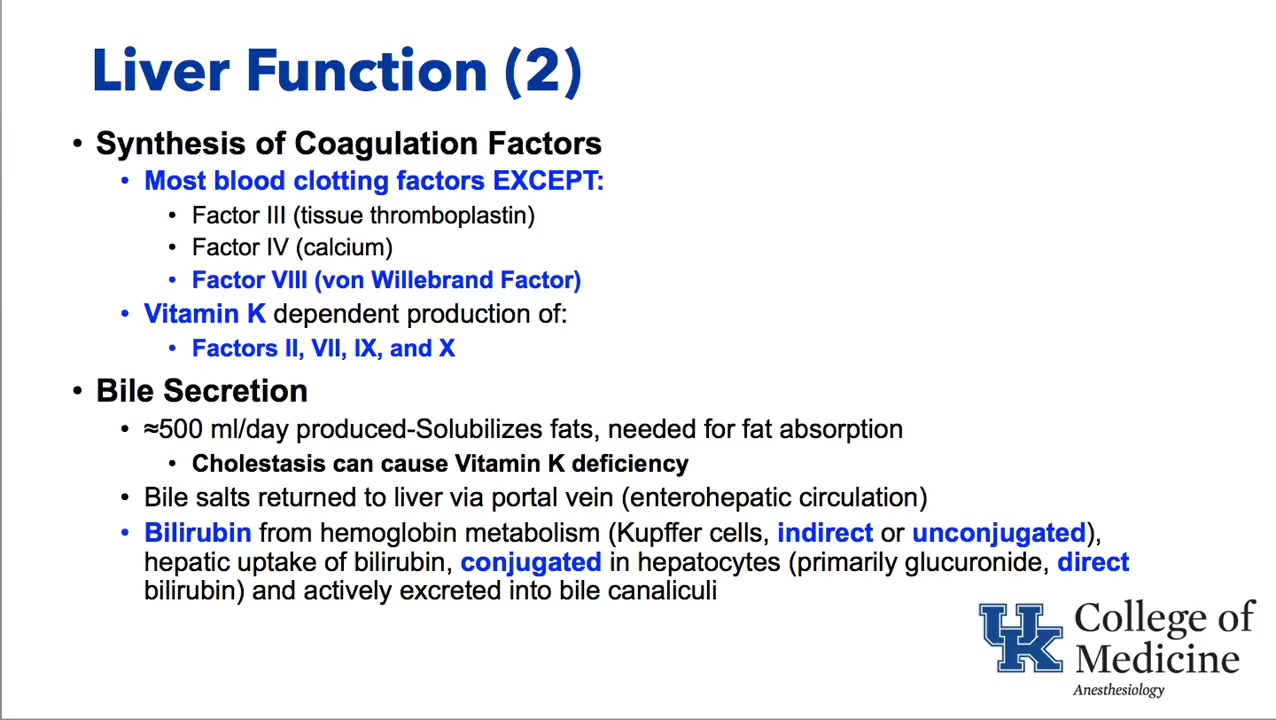 Liver Function (2)
• Synthesis of Coagulation Factors
• Most blood clotting factors EXCEPT:
• Factor III (tissue thromboplastin)
• Factor IV (calcium)
• Factor VIII (von Willebrand Factor)
• Vitamin K dependent production of:
• Factors II, VII, IX, and X
• Bile Secretion
• ≈500 ml/day produced-Solubilizes fats, needed for fat absorption
• Cholestasis can cause Vitamin K deficiency
• Bile salts returned to liver via portal vein (enterohepatic circulation)
• Bilirubin from hemoglobin metabolism (Kupffer cells, indirect or unconjugated),
hepatic uptake of bilirubin, conjugated in hepatocytes (primarily glucuronide, direct
bilirubin) and actively excreted into bile canaliculi
UK College of
Medicine
Anesthesiology